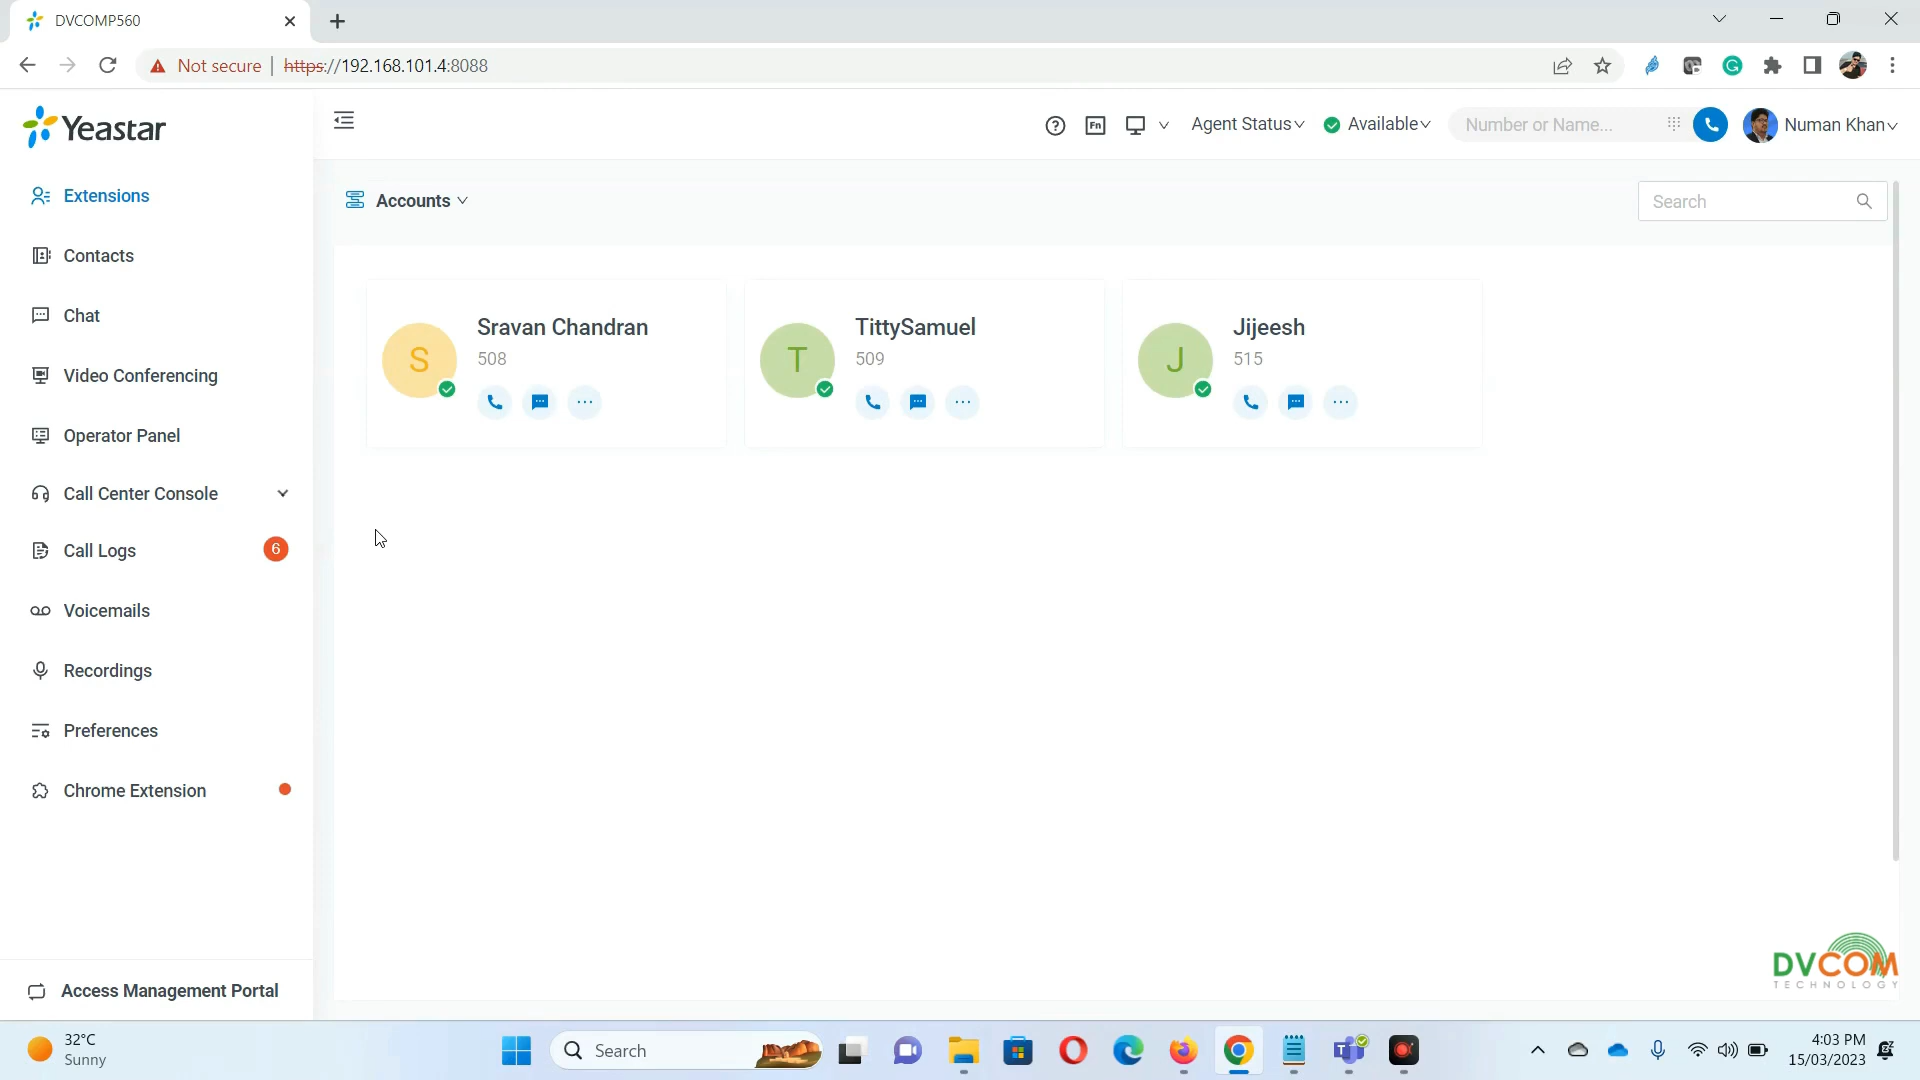 DVCOMP560
Not secure
https://192.168.101.4:8088
Yeastar
Fn
Agent Status
Available
Number or Name...
Numan Khan
Extensions
Contacts
Chat
Video Conferencing
Operator Panel
Call Center Console
Call Logs
6
Voicemails
Recordings
Preferences
Chrome Extension
Access Management Portal
Accounts
Search
S
Sravan Chandran
508
T
TittySamuel
509
J
Jijeesh
515
DVCOM
TECHNOLOGY
32°C
Sunny
Search
4:03 PM
15/03/2023